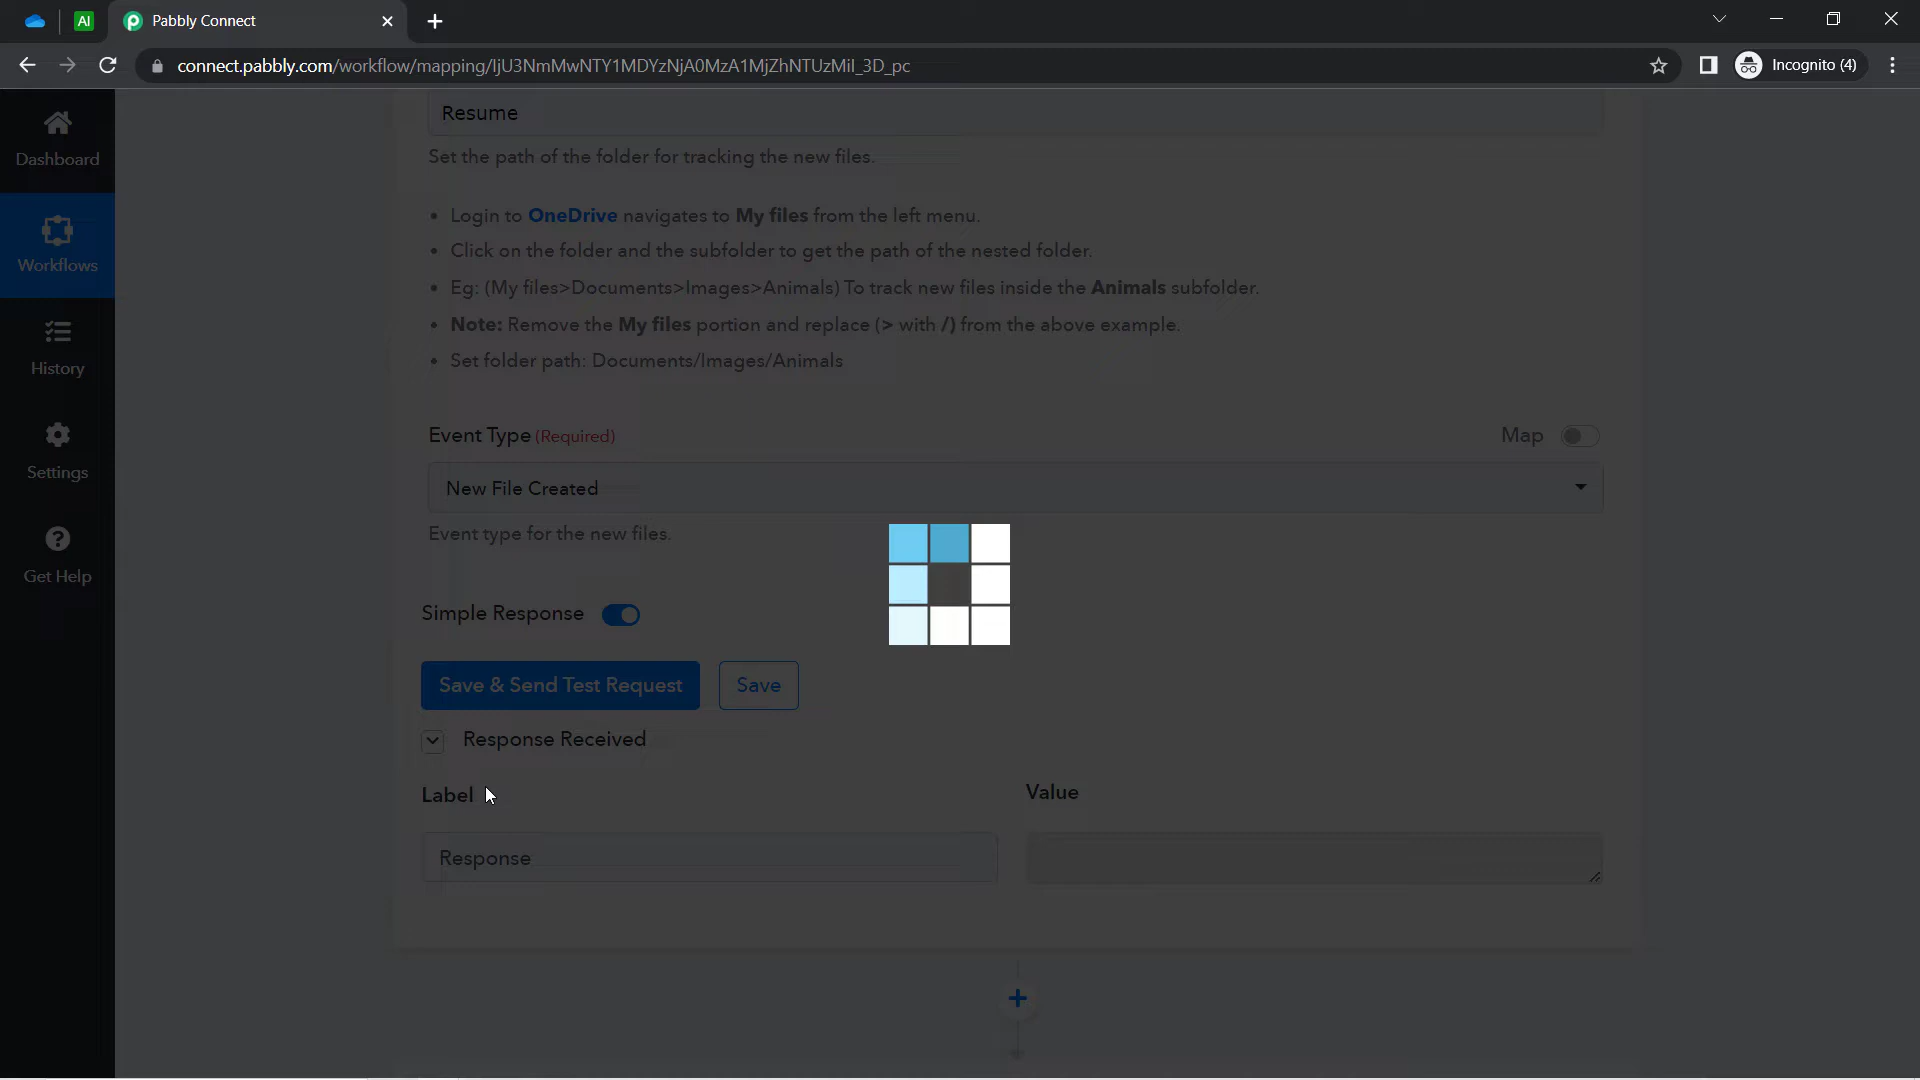 AI
Pabbly Connect
connect.pabbly.com/workflow/mapping/IjU3NmMwNTY1MDYzNjA0MzA1MjZhNTUzMiI_3D_pc
Incognito (4)
Dashboard
Workflows
History
Settings
Get Help
Resume
Set the path of the folder for tracking the new files.
• Login to OneDrive navigates to My files from the left menu.
• Click on the folder and the subfolder to get the path of the nested folder.
• Eg: (My files>Documents>Images>Animals) To track new files inside the Animals subfolder.
• Note: Remove the My files portion and replace (> with /) from the above example.
• Set folder path: Documents/Images/Animals
Event Type (Required)
Map
New File Created
Event type for the new files.
Simple Response
Save & Send Test Request
Save
Response Received
Label
Value
Response